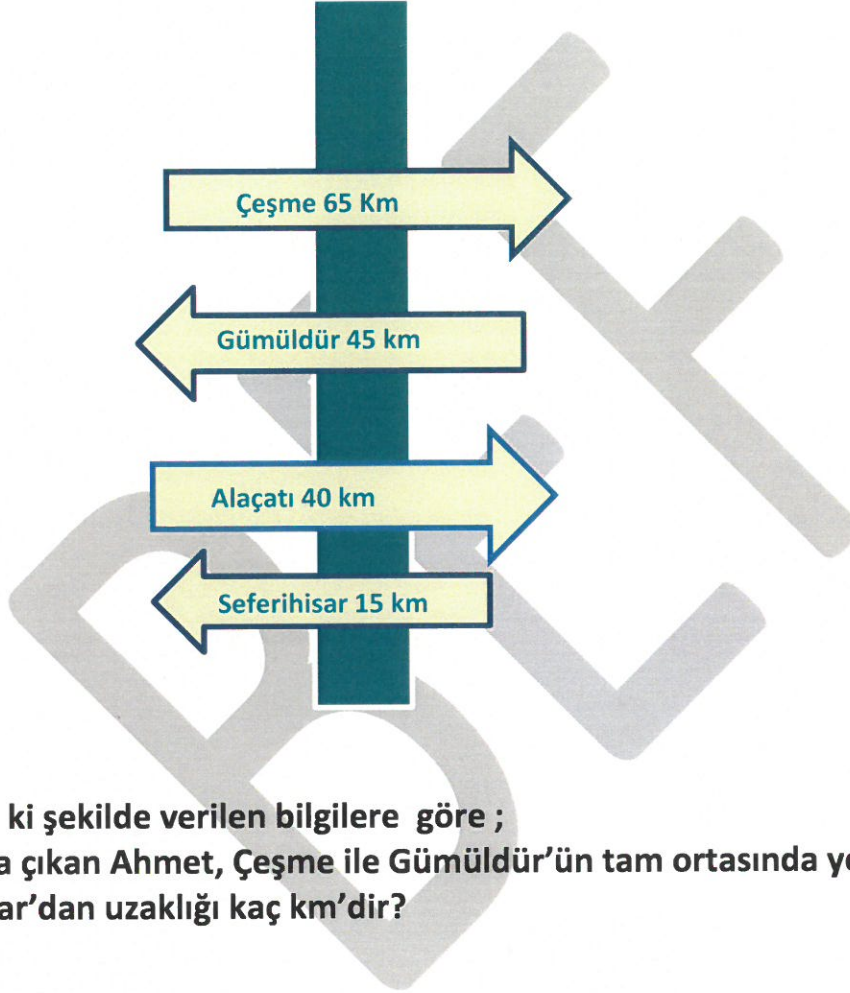 Çeşme 65 Km
Gümüldür 45 km
Alaçatı 40 km
Seferihisar 15 km
ki şekilde verilen bilgilere göre ;
a çıkan Ahmet, Çeşme ile Gümüldür'ün tam ortasında
ar'dan uzaklığı kaç km'dir?